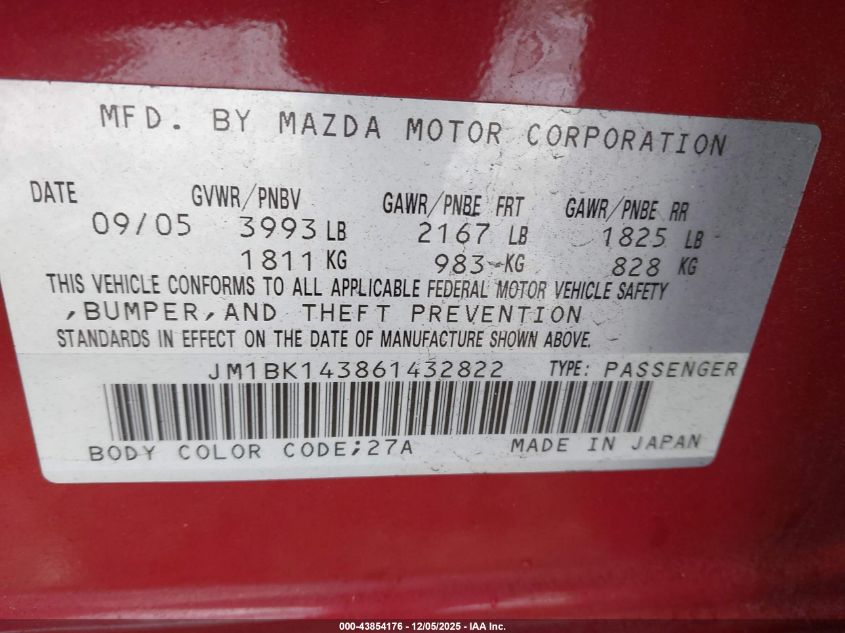 MFD. BY MAZDA MOTOR CORPORATION
DATE GVWR/PNBV GAWR/PNBE FRT GAWR/PNBE RR
09/05 3993 LB 2167 LB 1825 LB
1811 KG 983 KG 828 KG
THIS VEHICLE CONFORMS TO ALL APPLICABLE FEDERAL MOTOR VEHICLE SAFETY
,BUMPER,AND THEFT PREVENTION
STANDARDS IN EFFECT ON THE DATE OF MANUFACTURE SHOWN ABOVE.
JM1BK143861432822 TYPE: PASSENGER
BODY COLOR CODE;27A MADE IN JAPAN
000-43854176 - 12/05/2025 - IAA Inc.